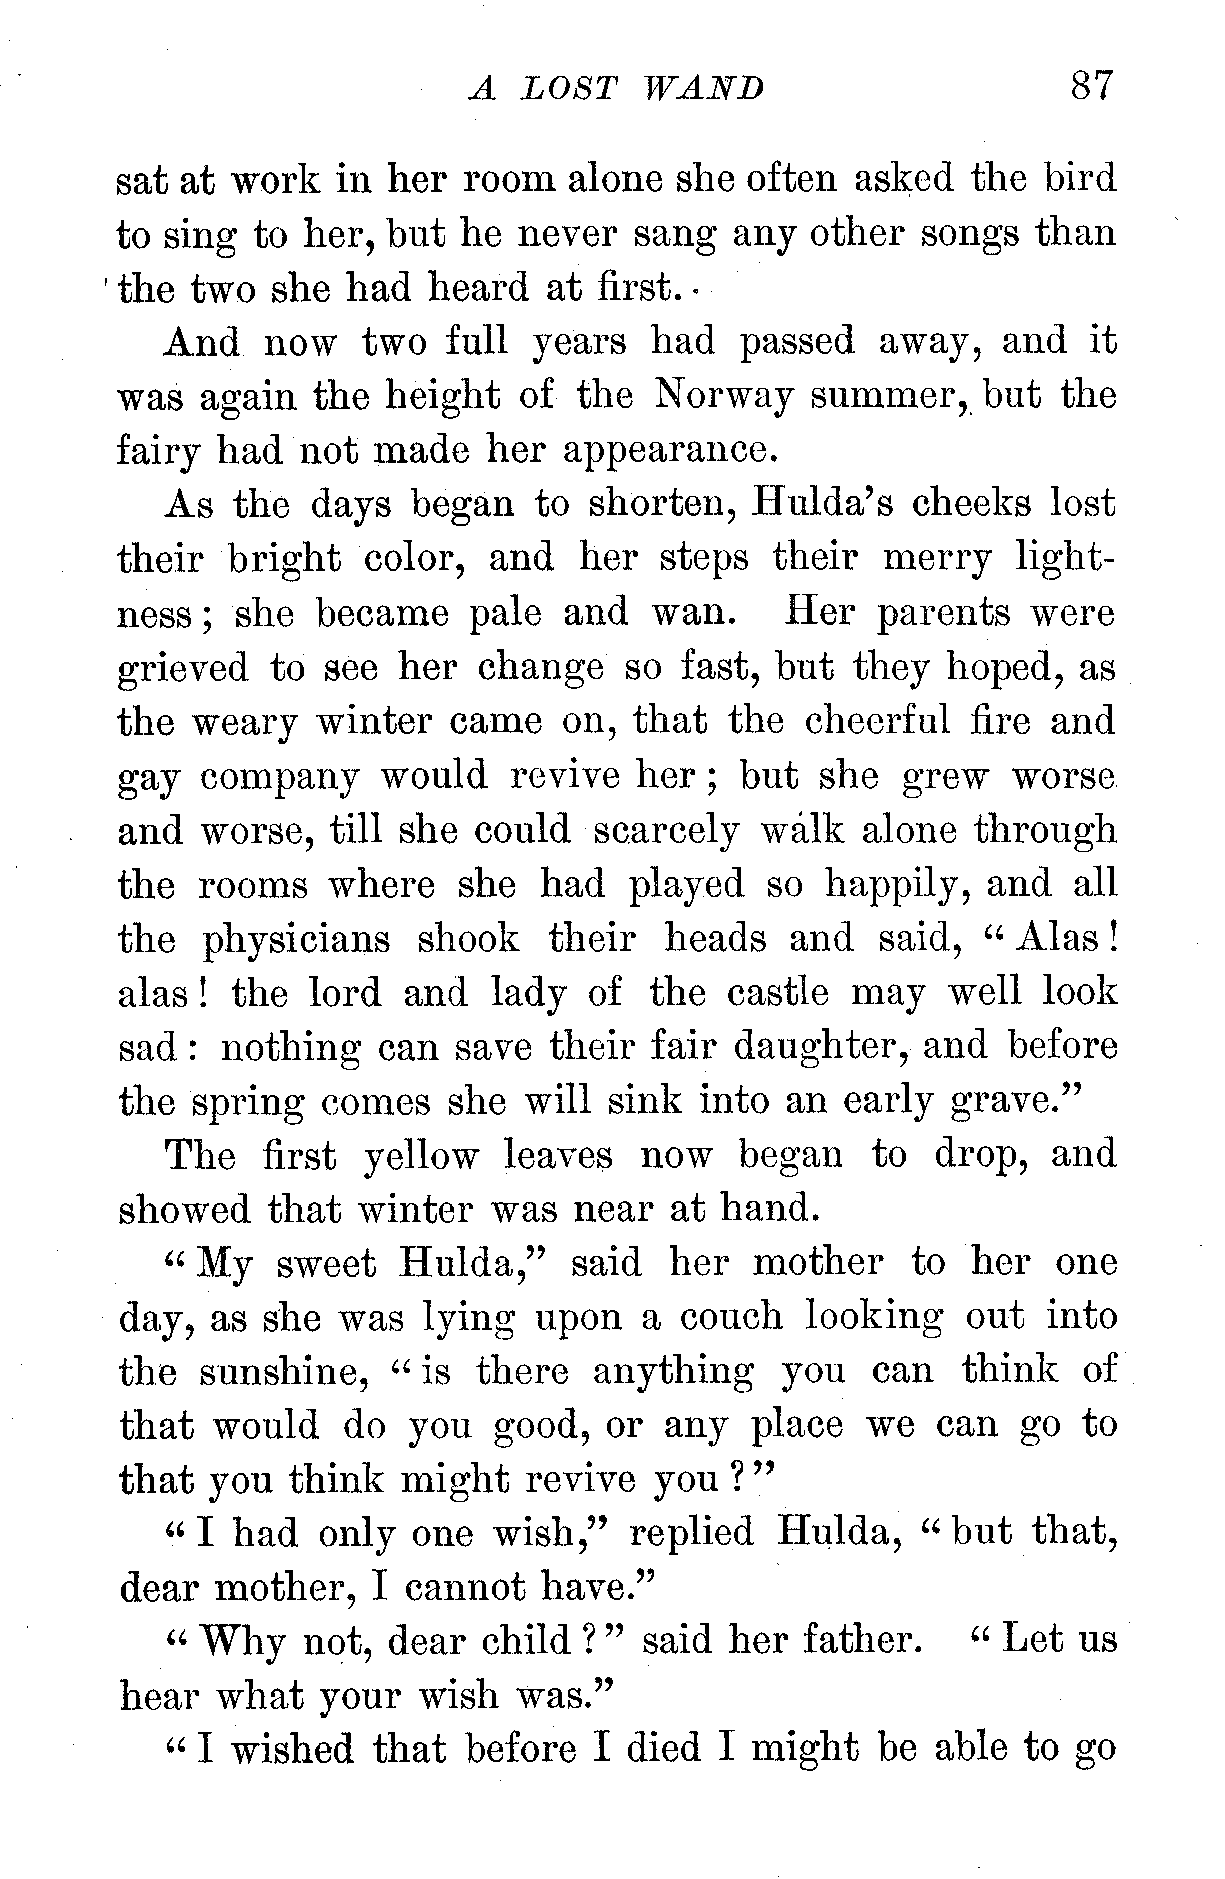 A LOST WAND 87
sat at work in her room alone she often asked the bird
to sing to her, but he never sang any other songs than
the two she had heard at first.
And now two full years had passed away, and it
was again the height of the Norway summer, but the
fairy had not made her appearance.
As the days began to shorten, Hulda's cheeks lost
their bright color, and her steps their merry light-
ness; she became pale and wan. Her parents were
grieved to see her change so fast, but they hoped, as
the weary winter came on, that the cheerful fire and
gay company would revive her; but she grew worse
and worse, till she could scarcely walk alone through
the rooms where she had played so happily, and all
the physicians shook their heads and said, "Alas!
alas! the lord and lady of the castle may well look
sad: nothing can save their fair daughter, and before
the spring comes she will sink into an early grave."
The first yellow leaves now began to drop, and
showed that winter was near at hand.
"My sweet Hulda," said her mother to her one
day, as she was lying upon a couch looking out into
the sunshine, "is there anything you can think of
that would do you good, or any place we can go to
that you think might revive you?"
"I had only one wish," replied Hulda, "but that,
dear mother, I cannot have."
"Why not, dear child?" said her father. "Let us
hear what your wish was."
"I wished that before I died I might be able to go